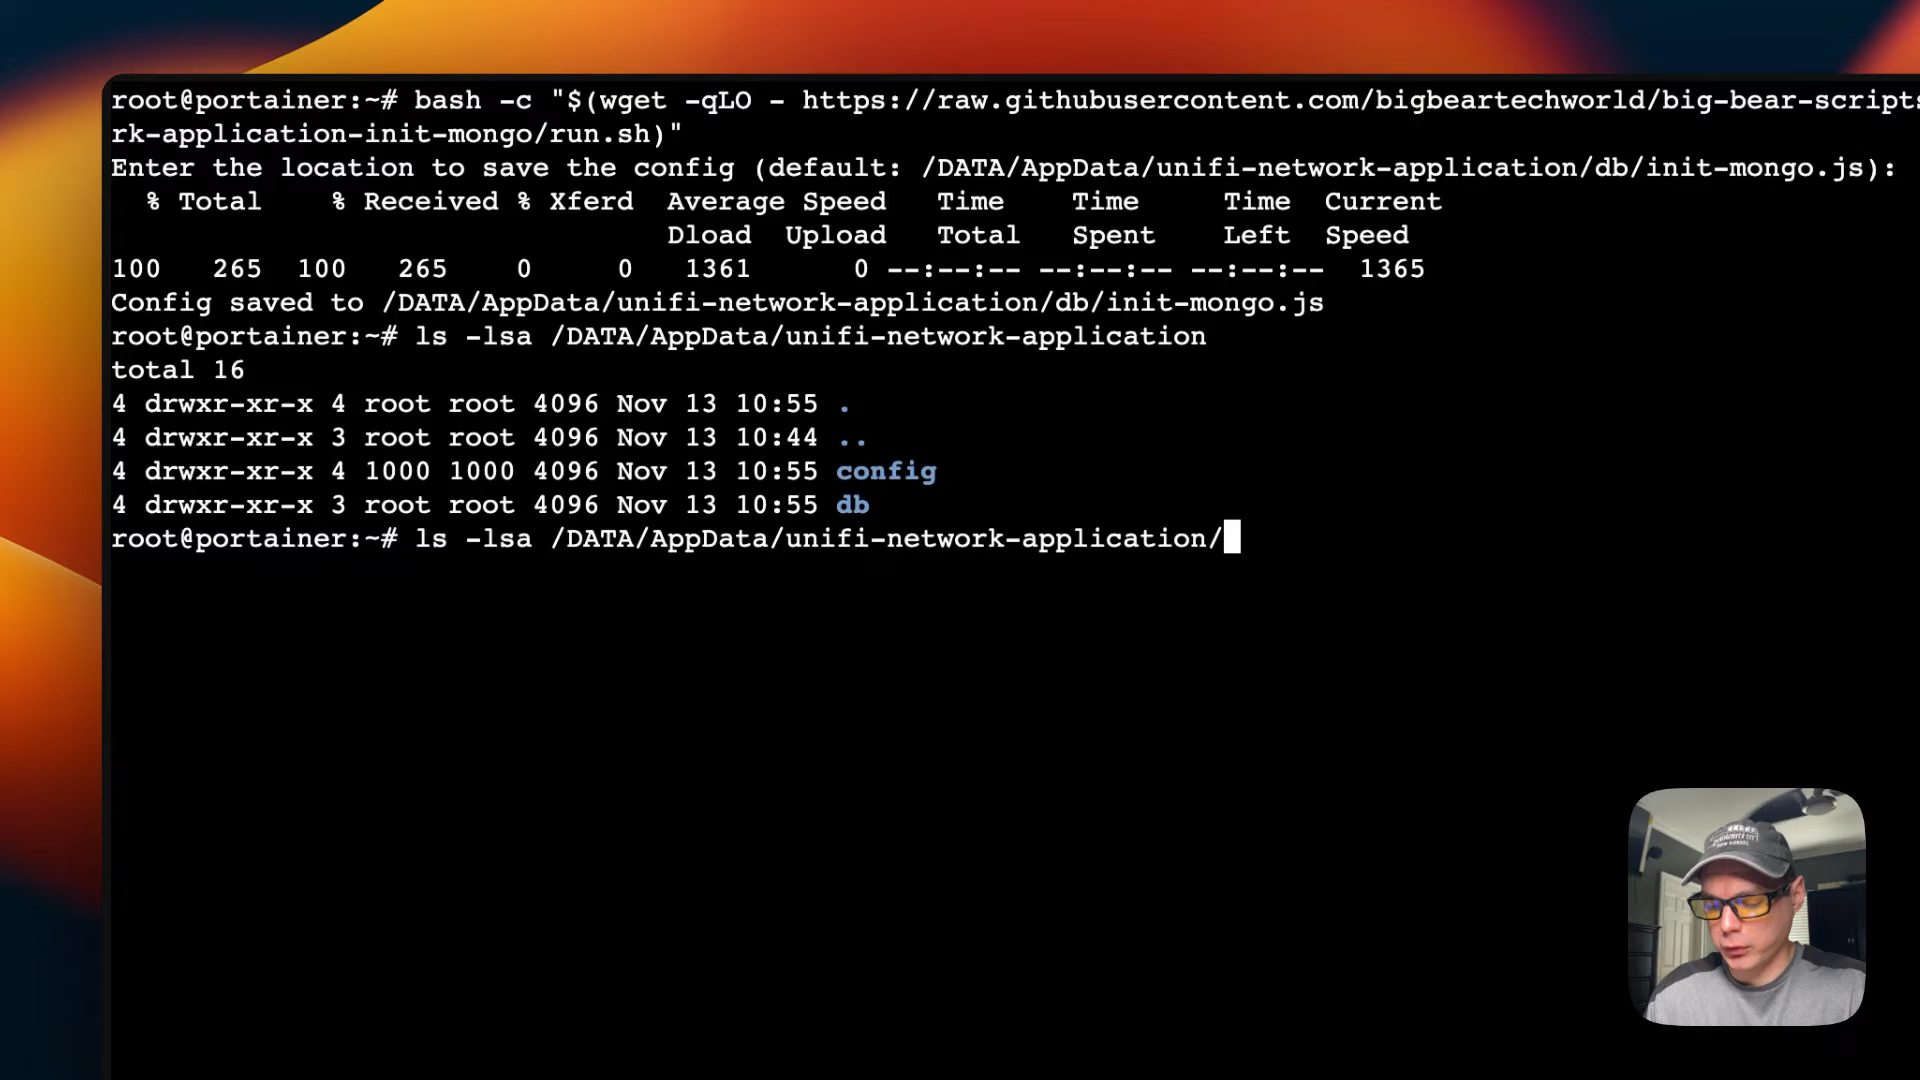 root@portainer:~# bash -c "$(wget -qLO - https://raw.githubusercontent.com/bigbeartechworld/big-bear-scripts
rk-application-init-mongo/run.sh)"
Enter the location to save the config (default: /DATA/AppData/unifi-network-application/db/init-mongo.js):
% Total % Received % Xferd Average Speed Time Time Time Current
Dload Upload Total Spent Left Speed
100 265 100 265 0 0 1361 0 --:--:-- --:--:-- --:--:-- 1365
Config saved to /DATA/AppData/unifi-network-application/db/init-mongo.js
root@portainer:~# ls -lsa /DATA/AppData/unifi-network-application
total 16
4 drwxr-xr-x 4 root root 4096 Nov 13 10:55 .
4 drwxr-xr-x 3 root root 4096 Nov 13 10:44 ..
4 drwxr-xr-x 4 1000 1000 4096 Nov 13 10:55 config
4 drwxr-xr-x 3 root root 4096 Nov 13 10:55 db
root@portainer:~# ls -lsa /DATA/AppData/unifi-network-application/